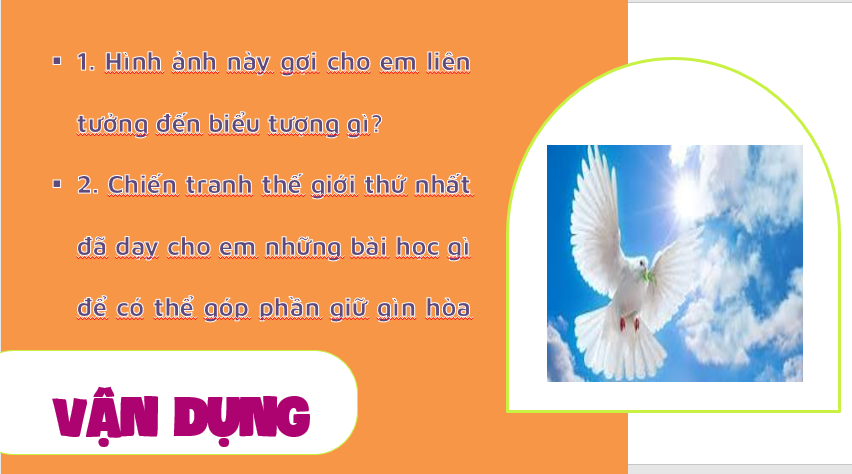 ▪ 1. Hình ảnh này gợi cho em liên
tưởng đến biểu tượng gì?
▪ 2. Chiến tranh thế giới thứ nhất
đã dạy cho em những bài học gì
để có thể góp phần giữ gìn hòa
VẬN DỤNG